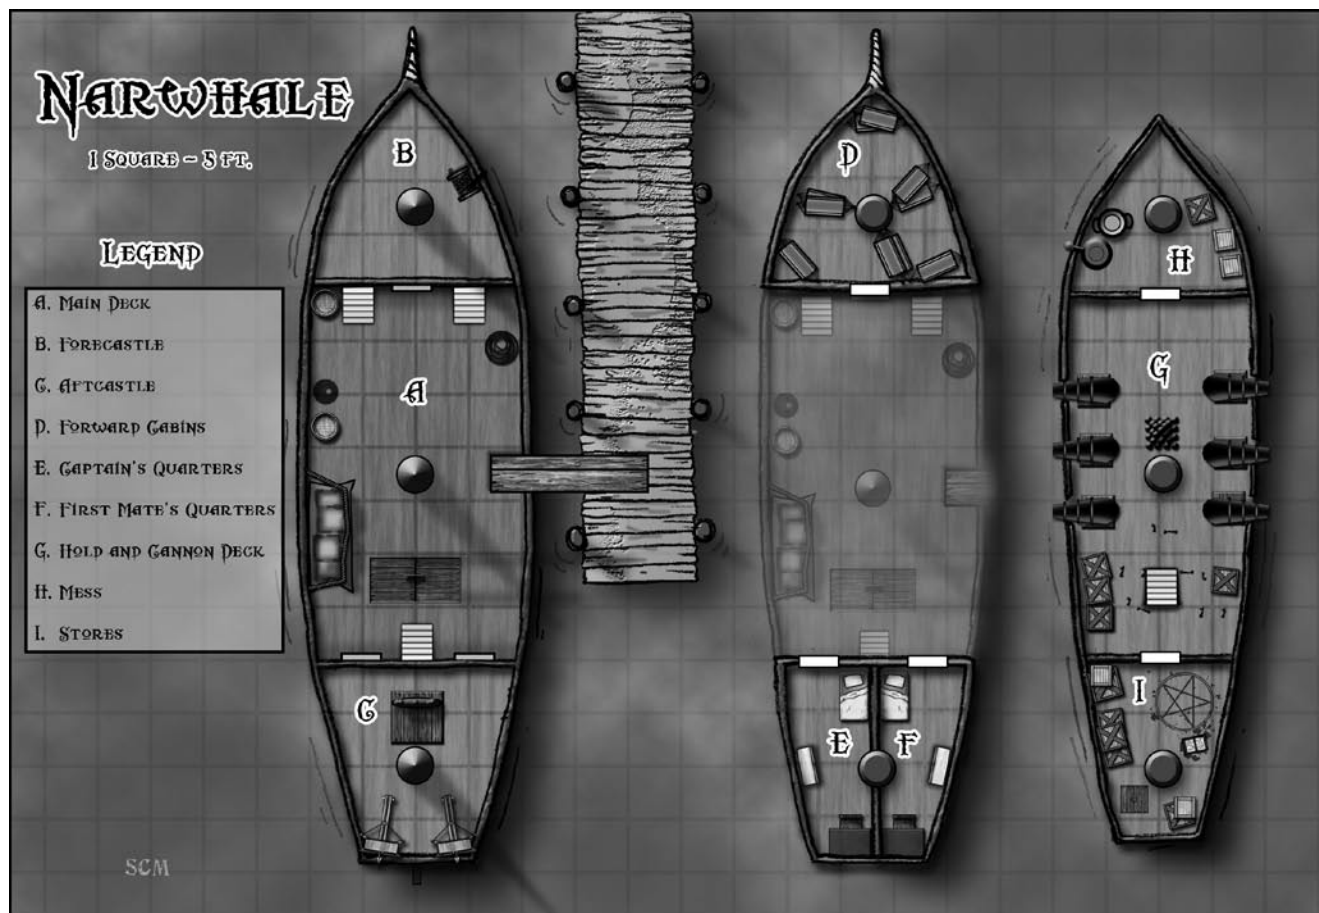 NARWHALE
1 SQUARE – 5 FT.
LEGEND
A. MAIN DECK
B. FORECASTLE
C. AFTCASTLE
D. FORWARD CABINS
E. CAPTAIN'S QUARTERS
F. FIRST MATE'S QUARTERS
G. HOLD AND CANNON DECK
H. MESS
I. STORES
B
A
C
D
E
F
H
G
I
SCM